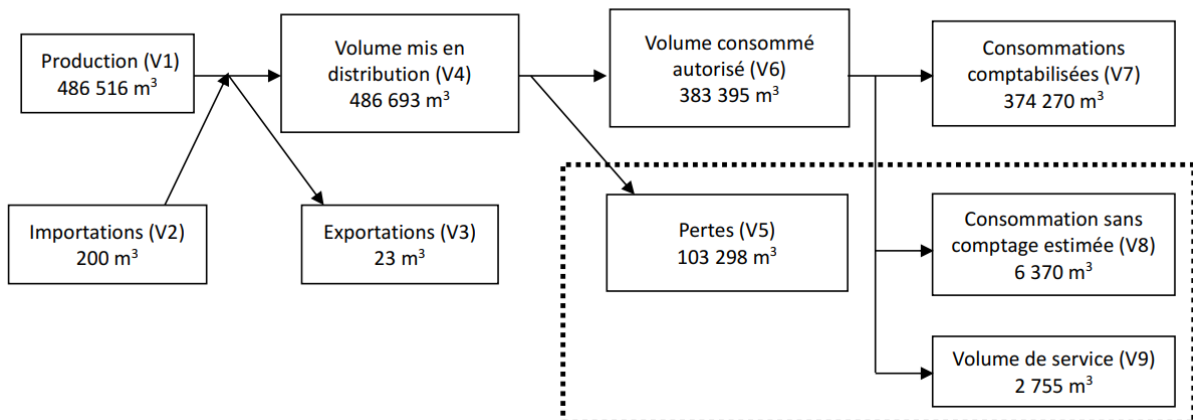 Production (V1)
486 516 m³
Volume mis en
distribution (V4)
486 693 m³
Volume consommé
autorisé (V6)
383 395 m³
Consommations
comptabilisées (V7)
374 270 m³
Importations (V2)
200 m³
Exportations (V3)
23 m³
Pertes (V5)
103 298 m³
Consommation sans
comptage estimée (V8)
6 370 m³
Volume de service (V9)
2 755 m³